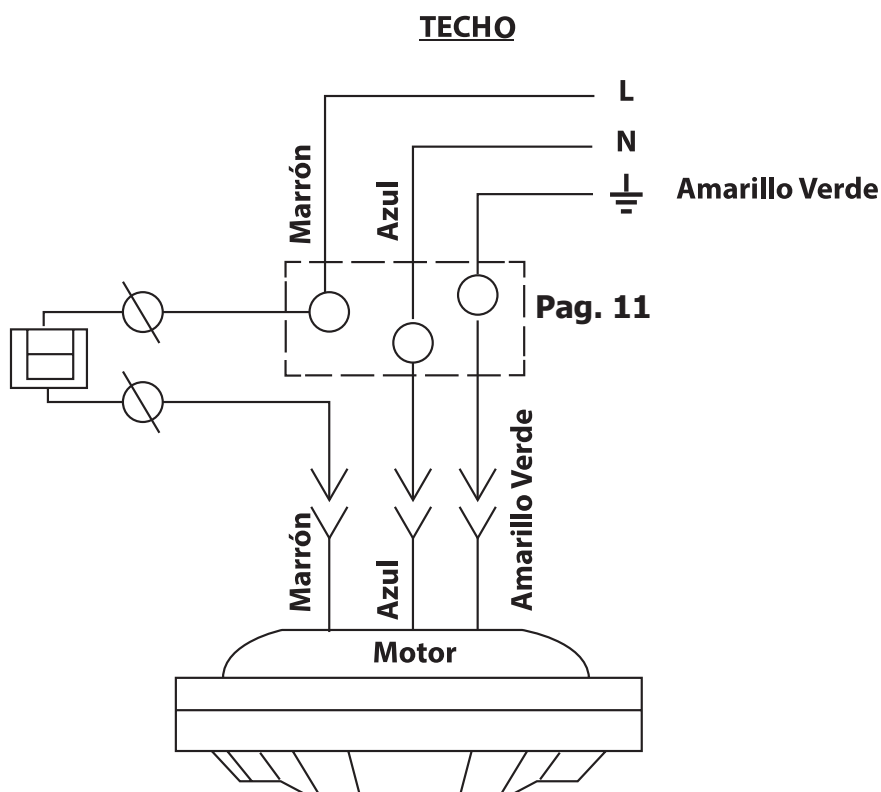 TECHO
L
N
Amarillo Verde
Marrón
Azul
Pag. 11
Marrón
Azul
Amarillo Verde
Motor